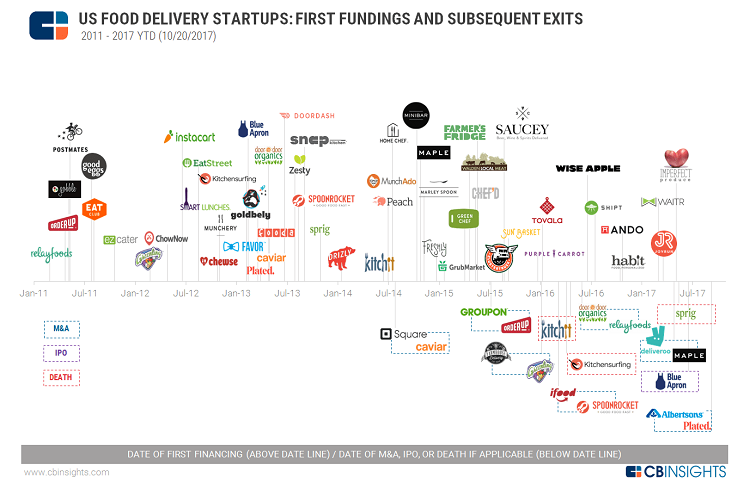 US FOOD DELIVERY STARTUPS: FIRST FUNDINGS AND SUBSEQUENT EXITS
2011 - 2017 YTD (10/20/2017)
POSTMATES
good eggs
gobble
EAT CLUB
ORDERUP
relayfoods
ezcater
ChowNow
instacart
EatStreet
Kitchensurfing
SMART LUNCHES
MUNCHERY
chewse
Blue Apron
door to door organics
goldbely
FAVOR
Plated.
DOORDASH
snap
Zesty
SPOONROCKET
sprig
caviar
DRIZLY
HOME CHEF
MunchAdo
Peach
kitchit
MINIBAR
MAPLE
MARLEY SPOON
FRESHLY
GrubMarket
FARMER'S FRIDGE
WALDEN LOCAL MEAT
CHEF'D
GREEN CHEF
SAUCEY
SUN BASKET
TOVALA
PURPLE CARROT
WISE APPLE
SHIPT
ANDO
habit
IMPERFECT
produce
WAITR
JOYRUN
Jan-11 Jul-11 Jan-12 Jul-12 Jan-13 Jul-13 Jan-14 Jul-14 Jan-15 Jul-15 Jan-16 Jul-16 Jan-17 Jul-17
M&A
IPO
DEATH
Square
caviar
GROUPON
ORDERUP
kitchit
door to door organics
relayfoods
sprig
deliveroo
MAPLE
Kitchensurfing
Blue Apron
ifood
SPOONROCKET
Albertsons
Plated.
DATE OF FIRST FINANCING (ABOVE DATE LINE) / DATE OF M&A, IPO, OR DEATH IF APPLICABLE (BELOW DATE LINE)
www.cbinsights.com
CBINSIGHTS